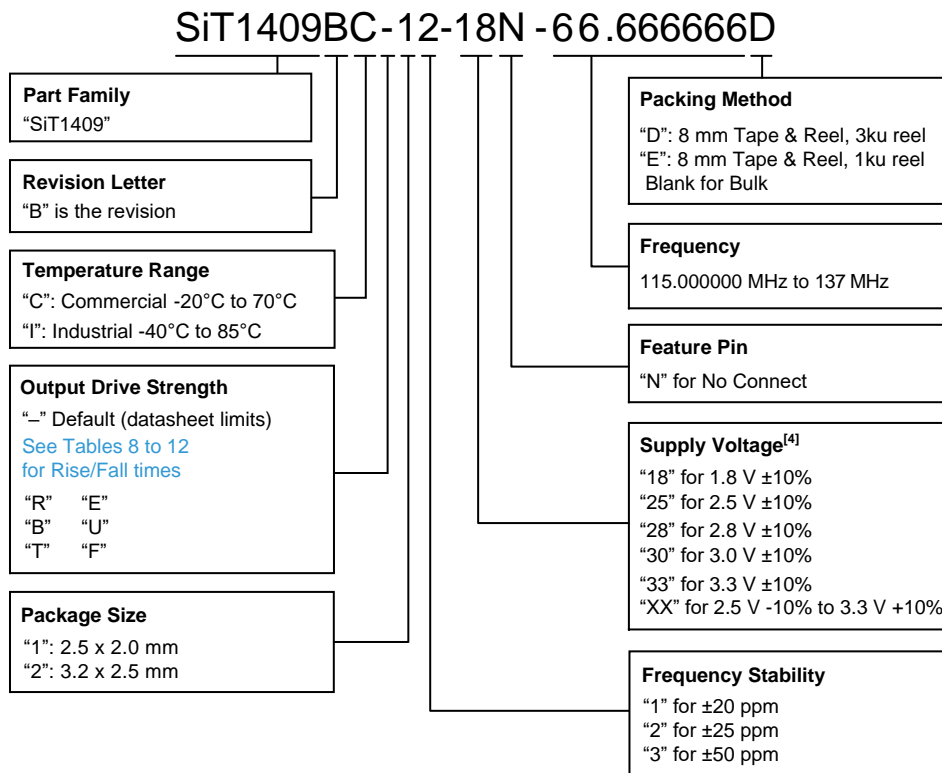 SiT1409BC-12-18N-66.666666D
Part Family
“SiT1409”
Revision Letter
“B” is the revision
Temperature Range
“C”: Commercial -20°C to 70°C
“I”: Industrial -40°C to 85°C
Output Drive Strength
“–” Default (datasheet limits)
See Tables 8 to 12
for Rise/Fall times
“R” “E”
“B” “U”
“T” “F”
Package Size
“1”: 2.5 x 2.0 mm
“2”: 3.2 x 2.5 mm
Packing Method
“D”: 8 mm Tape & Reel, 3ku reel
“E”: 8 mm Tape & Reel, 1ku reel
Blank for Bulk
Frequency
115.000000 MHz to 137 MHz
Feature Pin
“N” for No Connect
Supply Voltage[4]
“18” for 1.8 V ±10%
“25” for 2.5 V ±10%
“28” for 2.8 V ±10%
“30” for 3.0 V ±10%
“33” for 3.3 V ±10%
“XX” for 2.5 V -10% to 3.3 V +10%
Frequency Stability
“1” for ±20 ppm
“2” for ±25 ppm
“3” for ±50 ppm